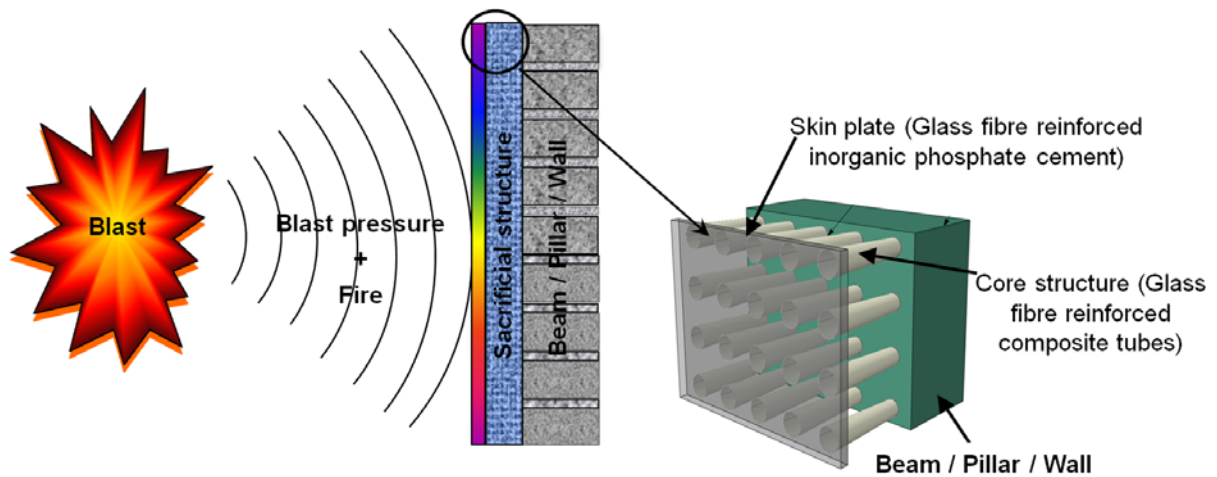 Blast
Blast pressure
+
Fire
Sacrificial structure
Beam / Pillar / Wall
Skin plate (Glass fibre reinforced
inorganic phosphate cement)
Core structure (Glass
fibre reinforced
composite tubes)
Beam / Pillar / Wall